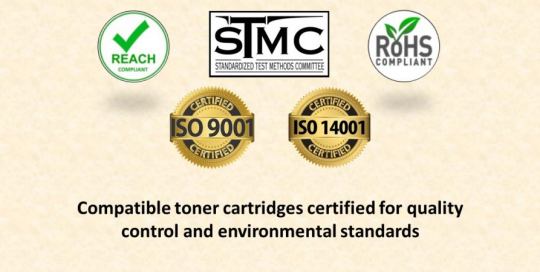 REACH
COMPLIANT
STMC
STANDARDIZED TEST METHODS COMMITTEE
RoHS
COMPLIANT
CERTIFIED
ISO 9001
CERTIFIED
CERTIFIED
ISO 14001
CERTIFIED
Compatible toner cartridges certified for quality
control and environmental standards